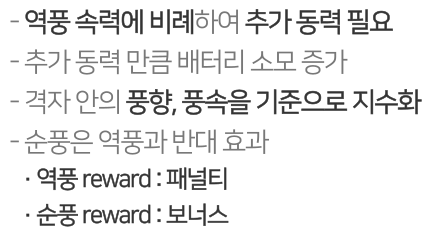 - 역풍 속력에 비례하여 추가 동력 필요
- 추가 동력 만큼 배터리 소모 증가
- 격자 안의 풍향, 풍속을 기준으로 지수화
- 순풍은 역풍과 반대 효과
· 역풍 reward : 패널티
· 순풍 reward : 보너스